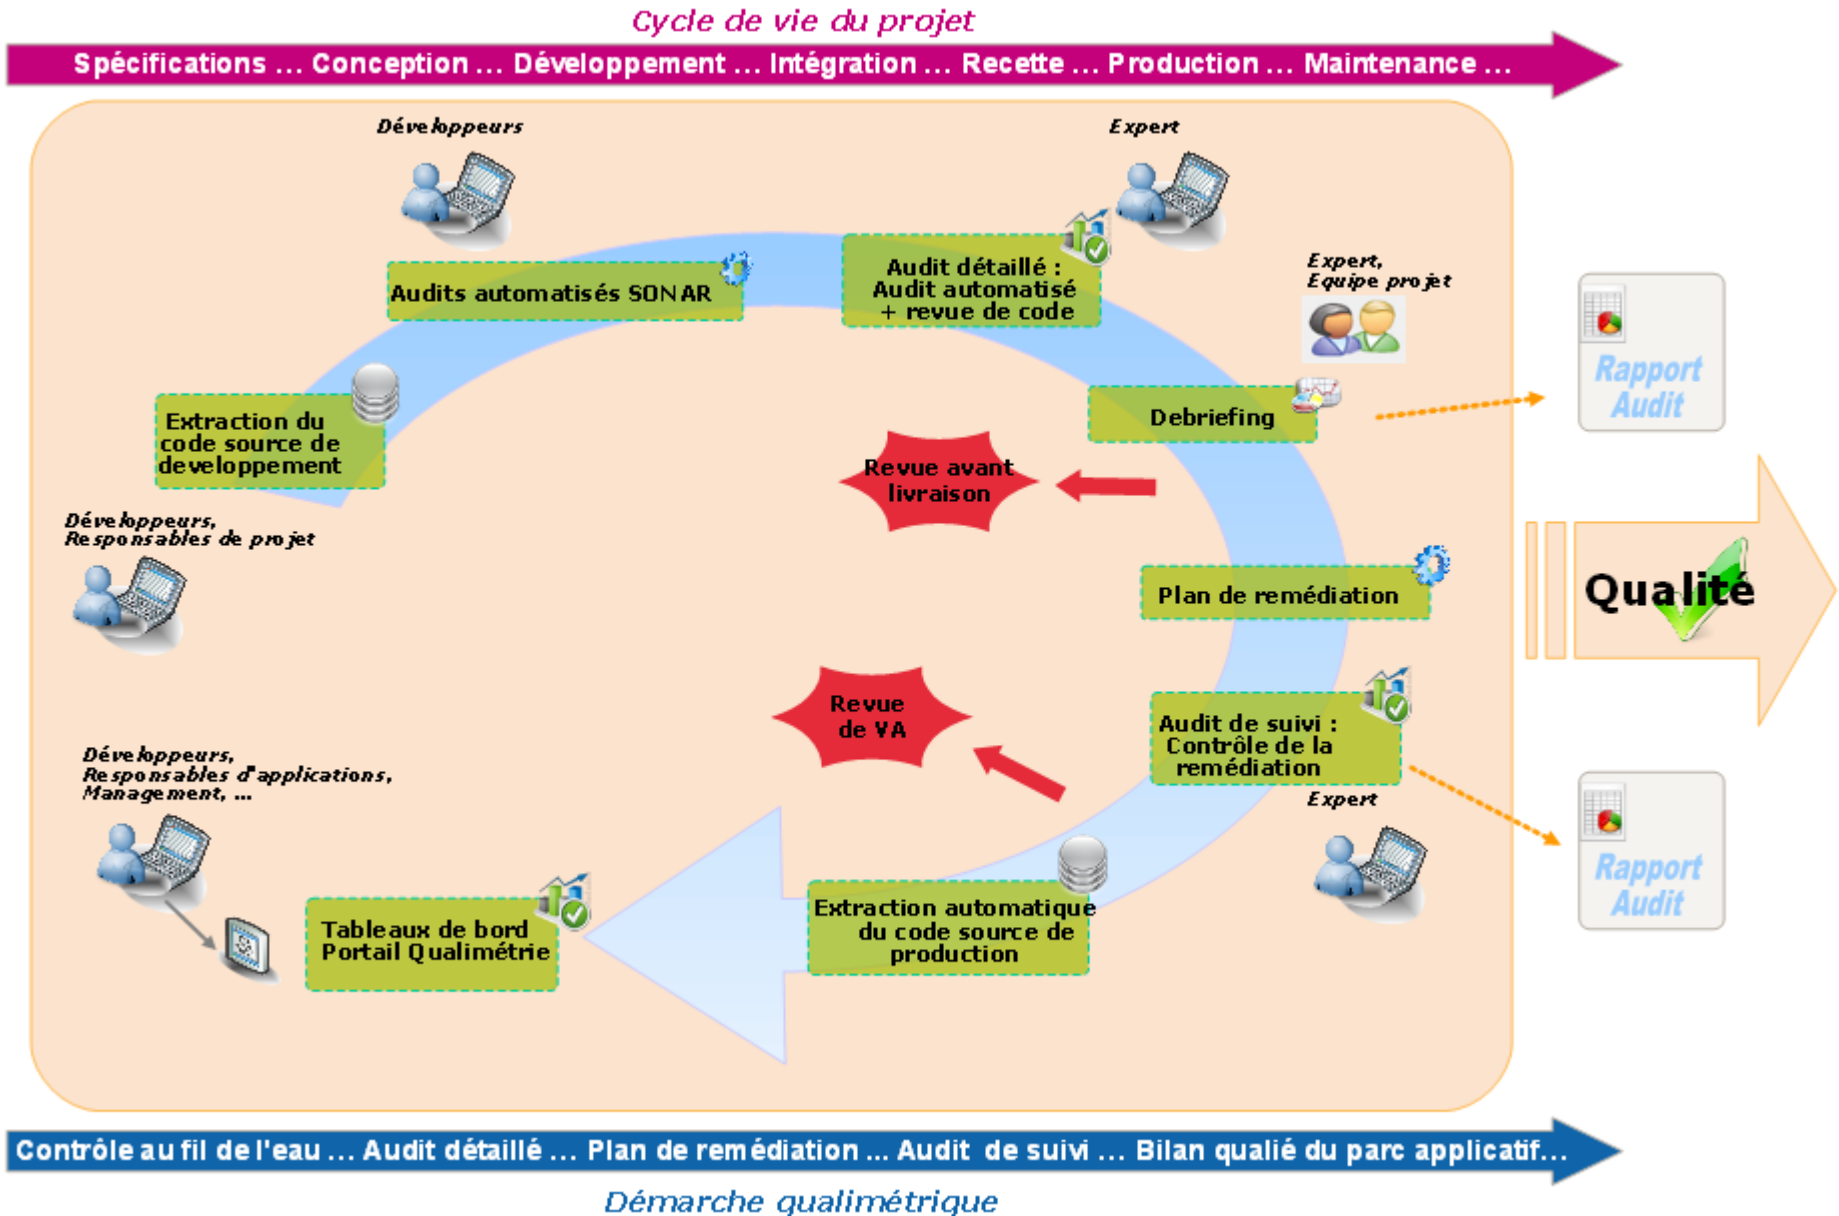 Cycle de vie du projet
Spécifications ... Conception ... Développement ... Intégration ... Recette ... Production ... Maintenance ...
Développeurs
Expert
Audits automatisés SONAR
Audit détaillé :
Audit automatisé
+ revue de code
Expert,
Equipe projet
Rapport
Audit
Extraction du
code source de
developpement
Debriefing
Revue avant
livraison
Développeurs,
Responsables de projet
Plan de remédiation
Qualité
Revue
de VA
Audit de suivi :
Contrôle de la
remédiation
Développeurs,
Responsables d'applications,
Management, ...
Expert
Rapport
Audit
Extraction automatique
du code source de
production
Tableaux de bord
Portail Qualimétrie
Contrôle au fil de l'eau ... Audit détaillé ... Plan de remédiation ... Audit de suivi ... Bilan qualié du parc applicatif...
Démarche qualimétrique